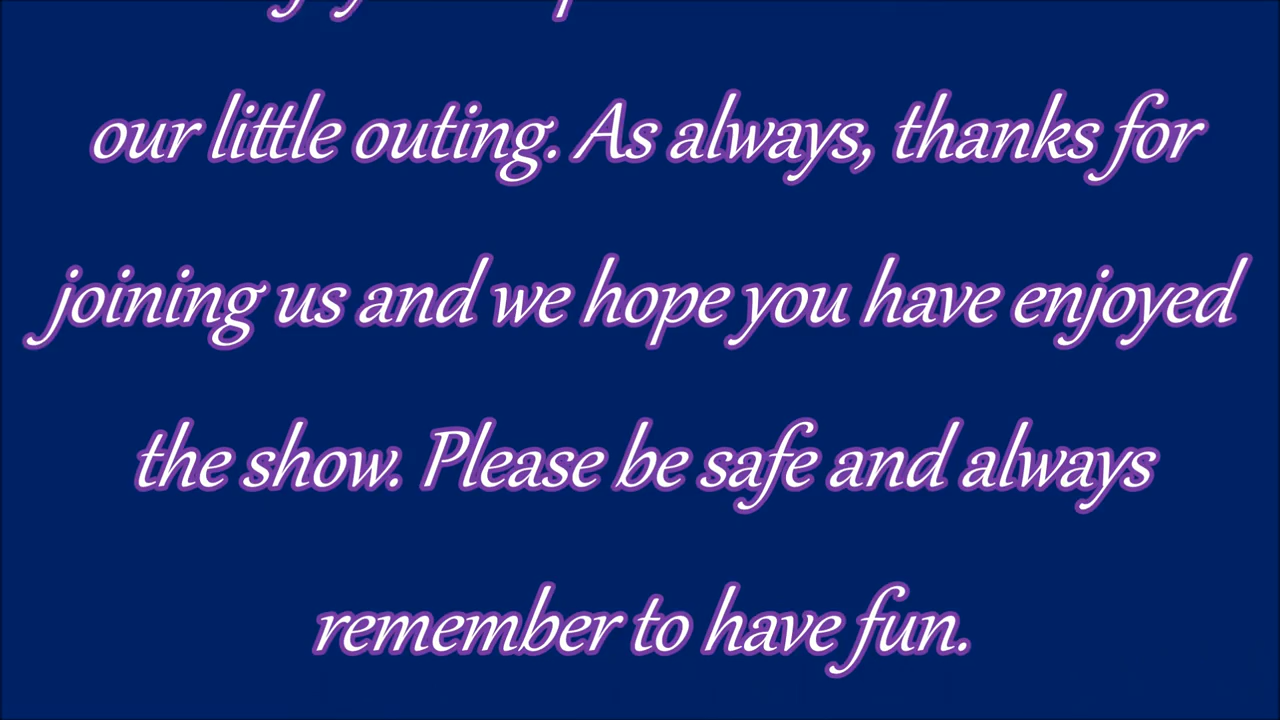 our little outing. As always, thanks for
joining us and we hope you have enjoyed
the show. Please be safe and always
remember to have fun.